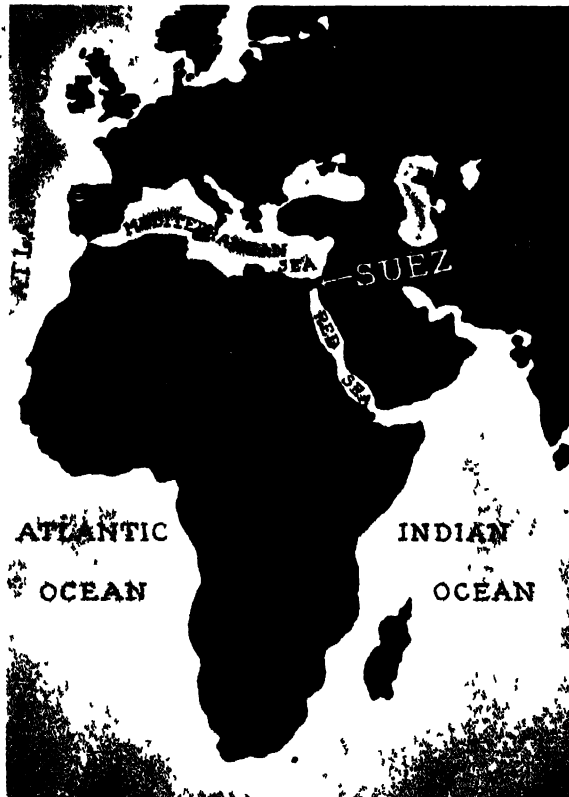 MEDITERRANEAN
SEA
SUEZ
RED
SEA
ATLANTIC
OCEAN
INDIAN
OCEAN